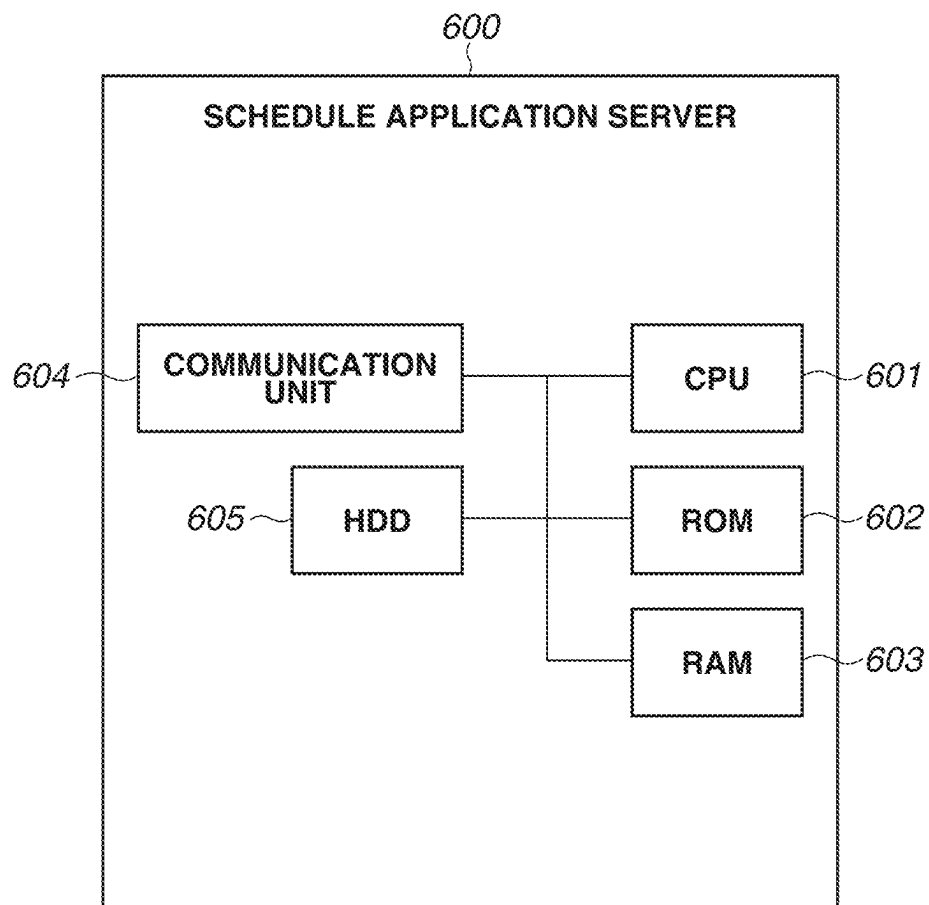 600
SCHEDULE APPLICATION SERVER
604
COMMUNICATION
UNIT
CPU
601
605
HDD
ROM
602
RAM
603